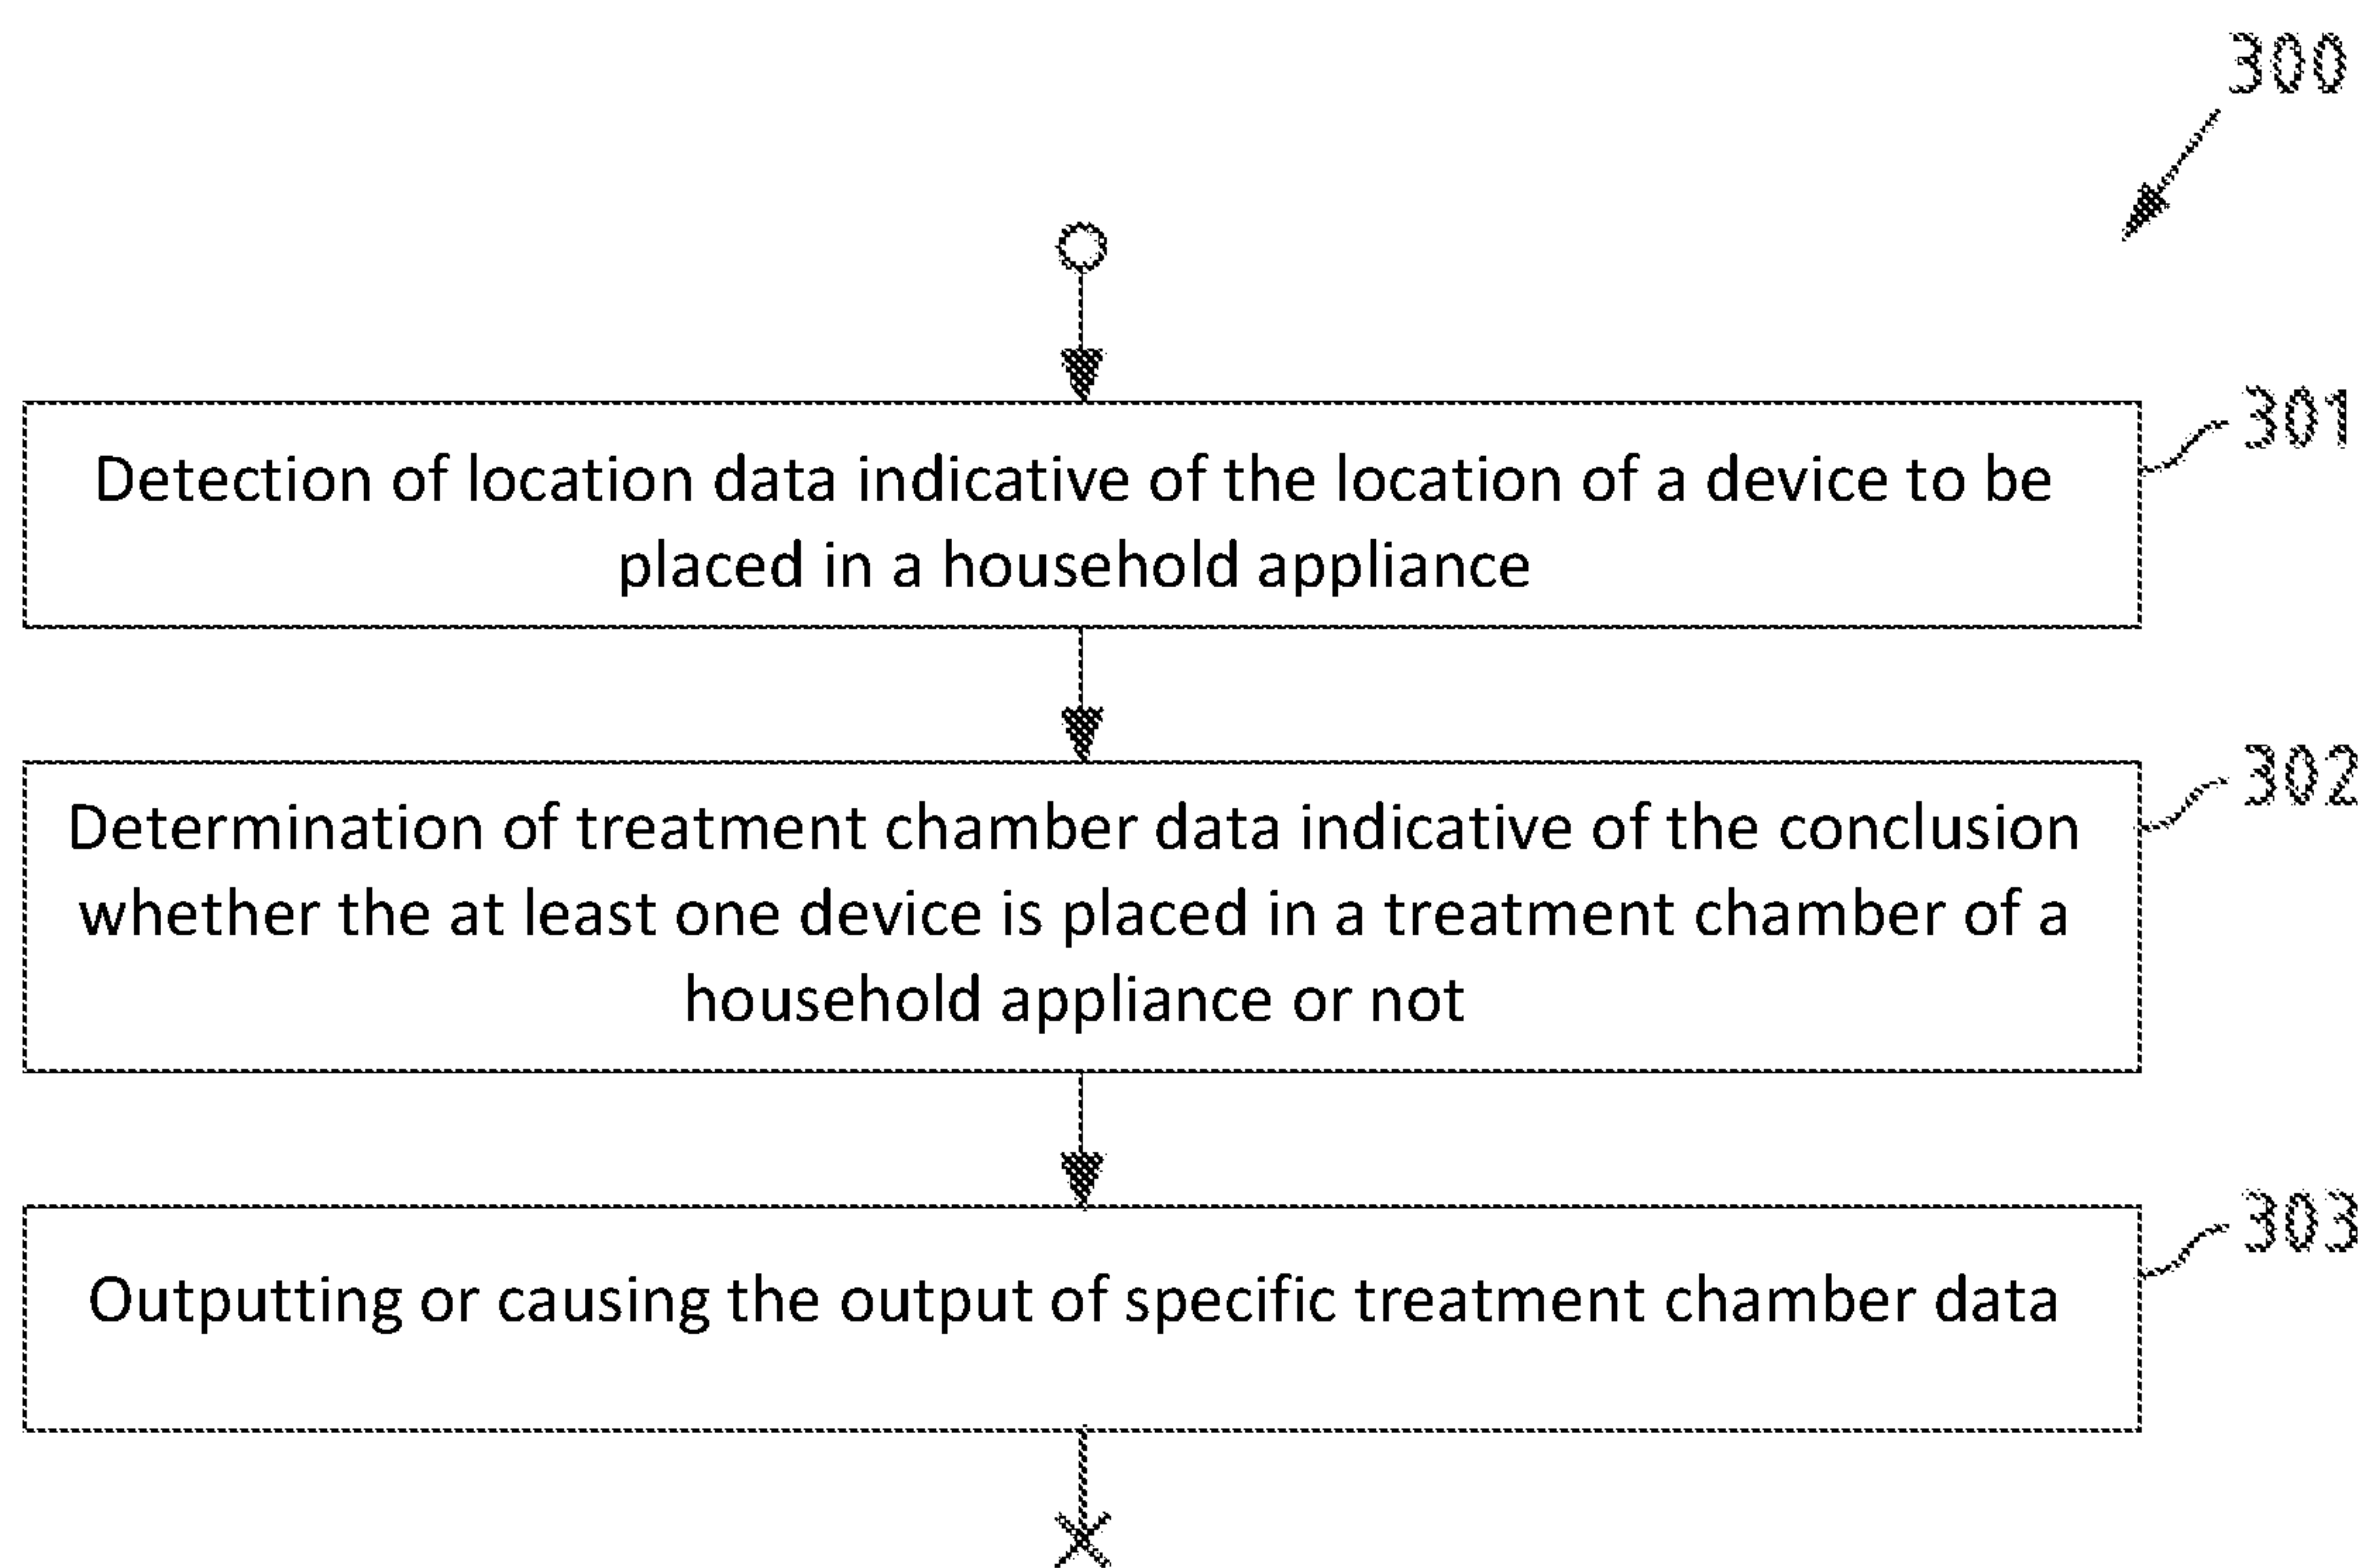 300
301
Detection of location data indicative of the location of a device to be
placed in a household appliance
302
Determination of treatment chamber data indicative of the conclusion
whether the at least one device is placed in a treatment chamber of a
household appliance or not
303
Outputting or causing the output of specific treatment chamber data